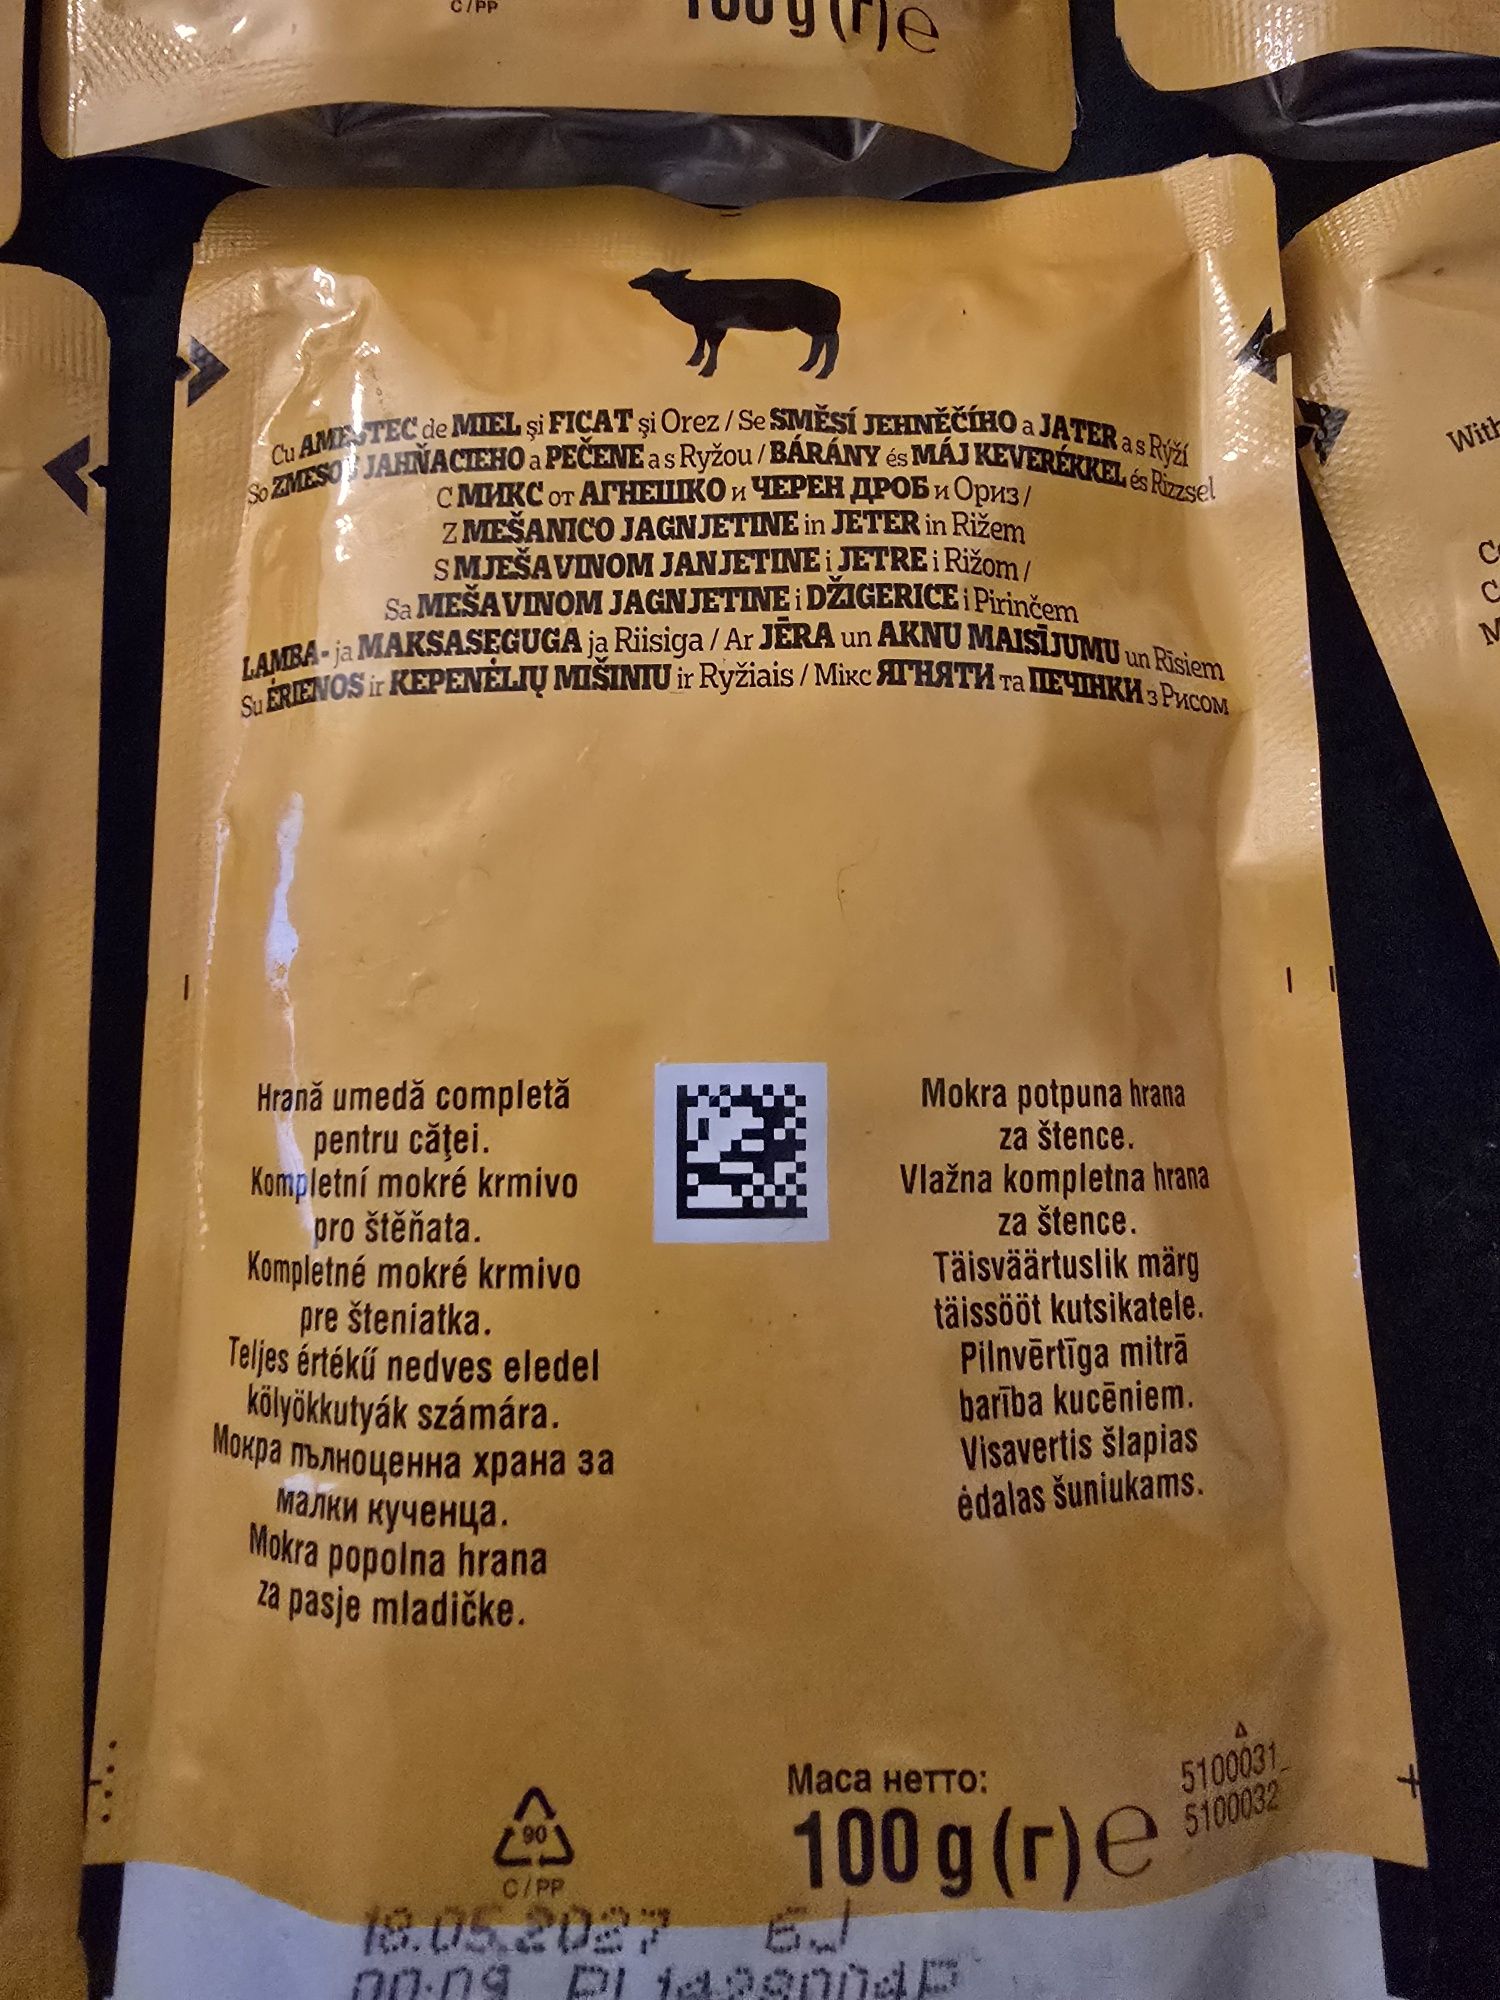 C/PP
100 g (г) e
Cu AMESTEC de MIEL şi FICAT şi Orez / Se SMĚSÍ JEHNĚČÍHO a JATER a s Rýží
So ZMESOU JAHŇACIEHO a PEČENE a s Ryžou / BÁRÁNY és MÁJ KEVERÉKKEL és Rizzsel
С МИКС от АГНЕШКО и ЧЕРЕН ДРОБ и Ориз /
Z MEŠANICO JAGNJETINE in JETER in Rižem
S MJEŠAVINOM JANJETINE i JETRE i Rižom /
Sa MEŠAVINOM JAGNJETINE i DŽIGERICE i Pirinčem
LAMBA- ja MAKSASEGUGA ja Riisiga / Ar JĒRA un AKNU MAISĪJUMU un Rīsiem
Su ĖRIENOS ir KEPENĖLIŲ MIŠINIU ir Ryžiais / Мікс ЯГНЯТИ та ПЕЧІНКИ з Рисом
With
Hrană umedă completă
pentru căţei.
Kompletní mokré krmivo
pro štěňata.
Kompletné mokré krmivo
pre šteniatka.
Teljes értékű nedves eledel
kölyökkutyák számára.
Мокра пълноценна храна за
малки кученца.
Mokra popolna hrana
za pasje mladičke.
Mokra potpuna hrana
za štence.
Vlažna kompletna hrana
za štence.
Täisväärtuslik märg
täissööt kutsikatele.
Pilnvērtīga mitrā
barība kucēniem.
Visavertis šlapias
ėdalas šuniukams.
90
C/PP
Маса нетто:
100 g (г) e
5100031
5100032
18.05.2027 EJ
00:09